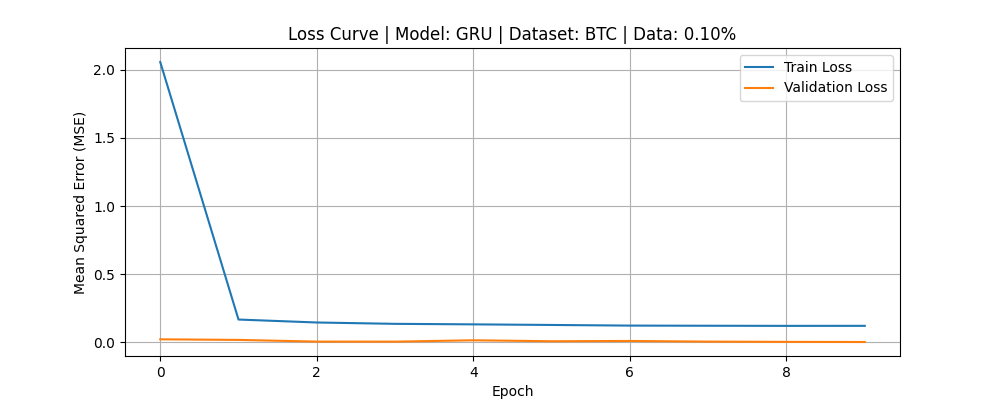 Loss Curve | Model: GRU | Dataset: BTC | Data: 0.10%
Train Loss
Validation Loss
Mean Squared Error (MSE)
2.0
1.5
1.0
0.5
0.0
0 2 4 6 8
Epoch